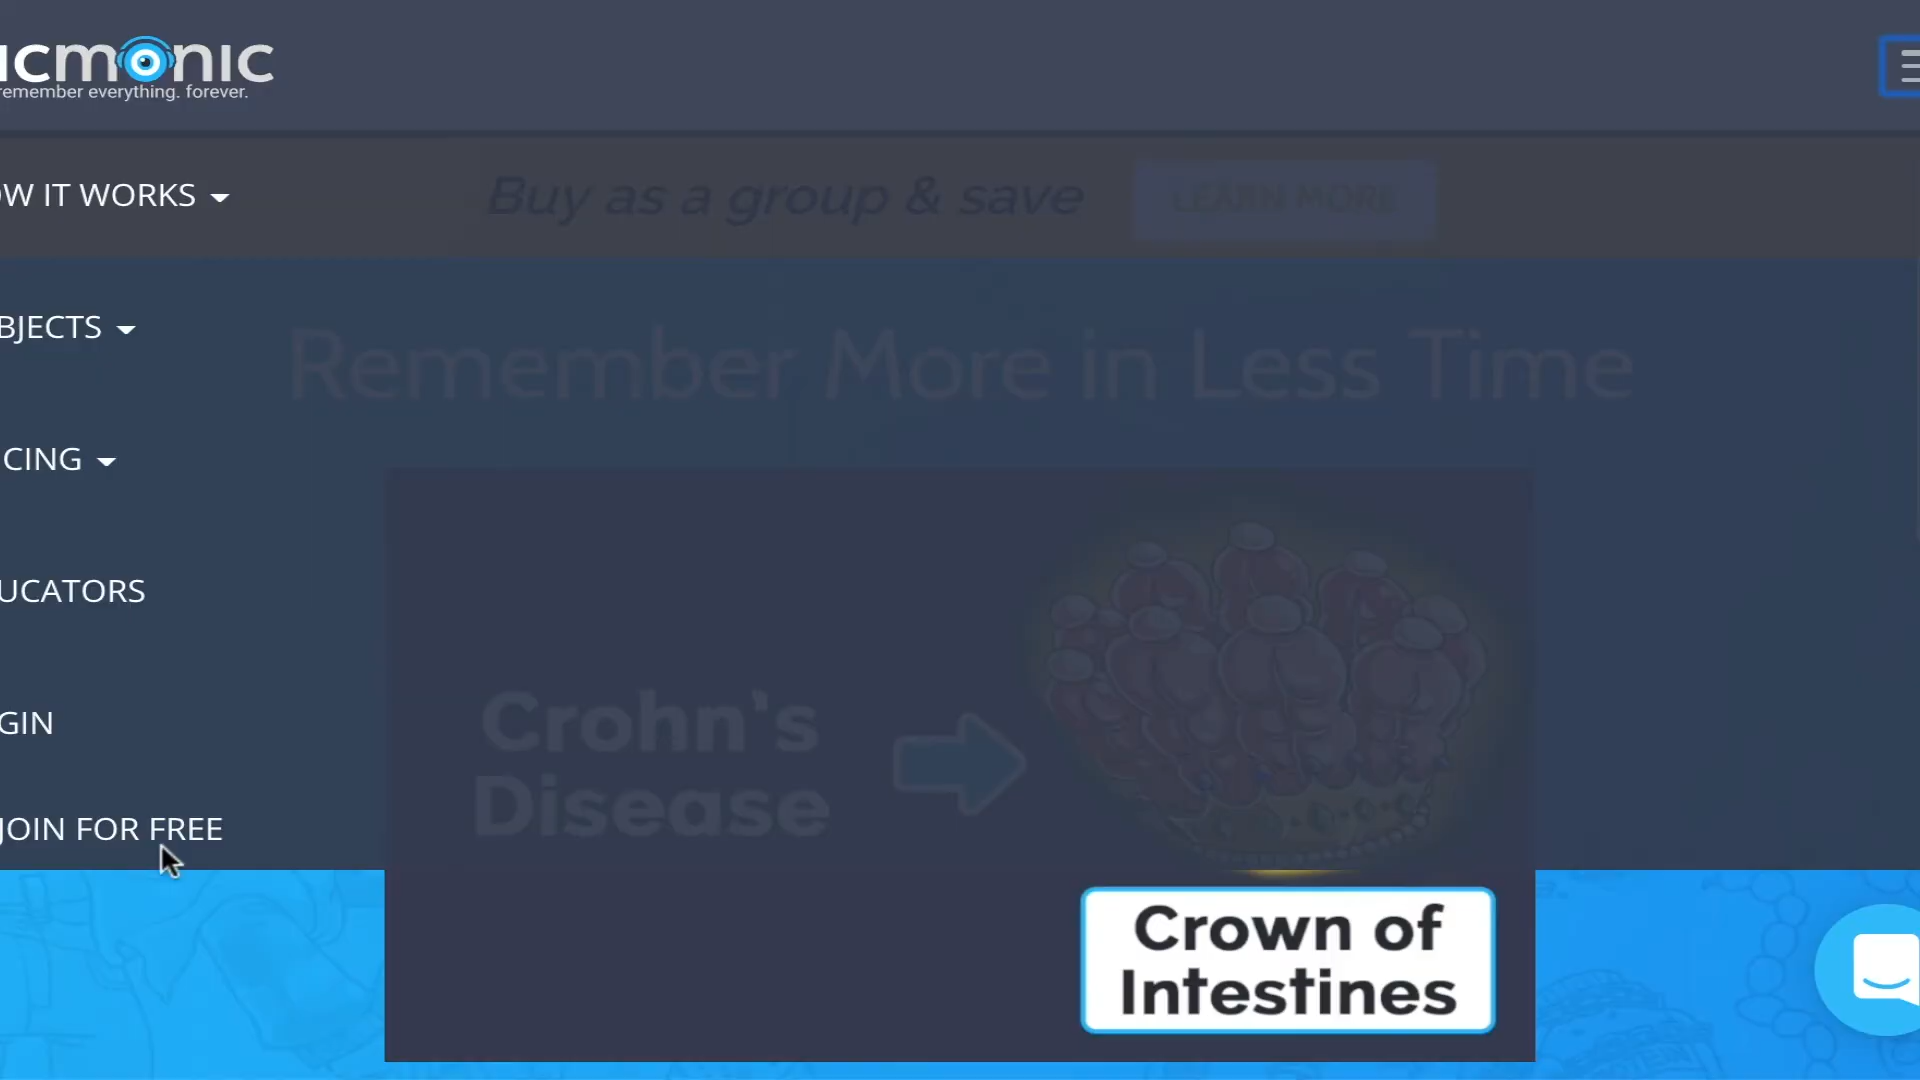 icmonic
remember everything. forever.
OW IT WORKS
Buy as a group & save
LEARN MORE
BJECTS
Remember More in Less Time
CING
UCATORS
Crohn's
Disease
GIN
JOIN FOR FREE
Crown of
Intestines